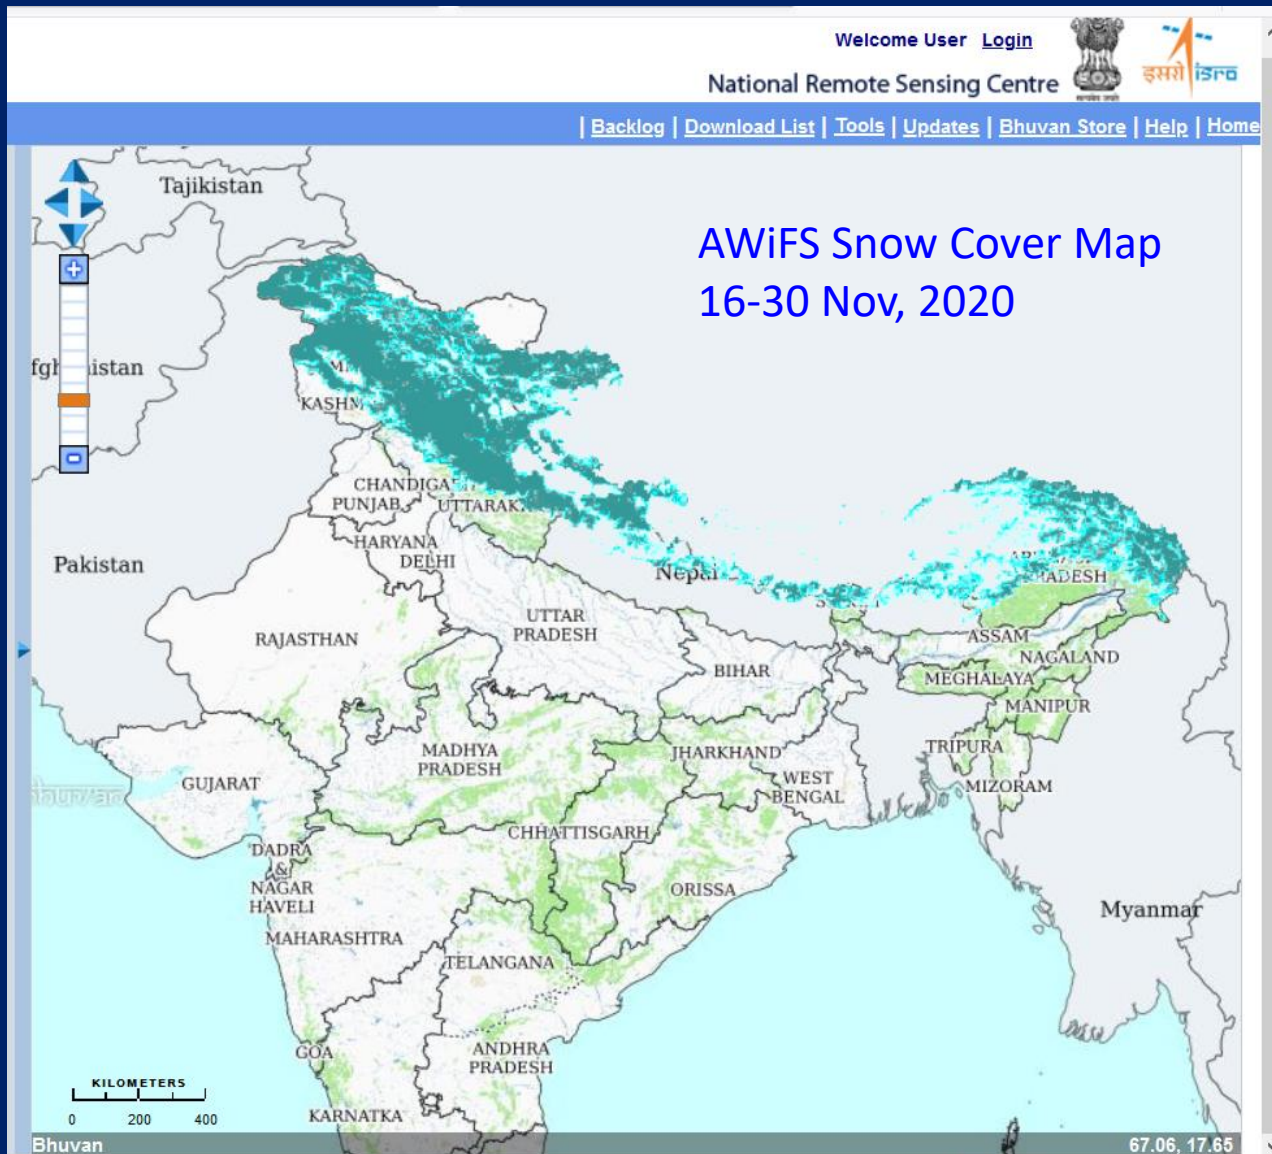 Welcome User Login
National Remote Sensing Centre
इसरो isro
| Backlog | Download List | Tools | Updates | Bhuvan Store | Help | Home
Tajikistan
AWiFS Snow Cover Map
16-30 Nov, 2020
KASHM
CHANDIGA
PUNJAB
UTTARAK
HARYANA
DELHI
Pakistan
Nepal
RADESH
UTTAR
PRADESH
RAJASTHAN
ASSAM
NAGALAND
BIHAR
MEGHALAYA
MANIPUR
MADHYA
PRADESH
JHARKHAND
TRIPURA
GUJARAT
WEST
BENGAL
MIZORAM
bhuvan
CHHATTISGARH
DADRA
&
NAGAR
HAVELI
ORISSA
Myanmar
MAHARASHTRA
TELANGANA
GOA
ANDHRA
PRADESH
KILOMETERS
0 200 400
KARNATKA
Bhuvan
67.06, 17.65